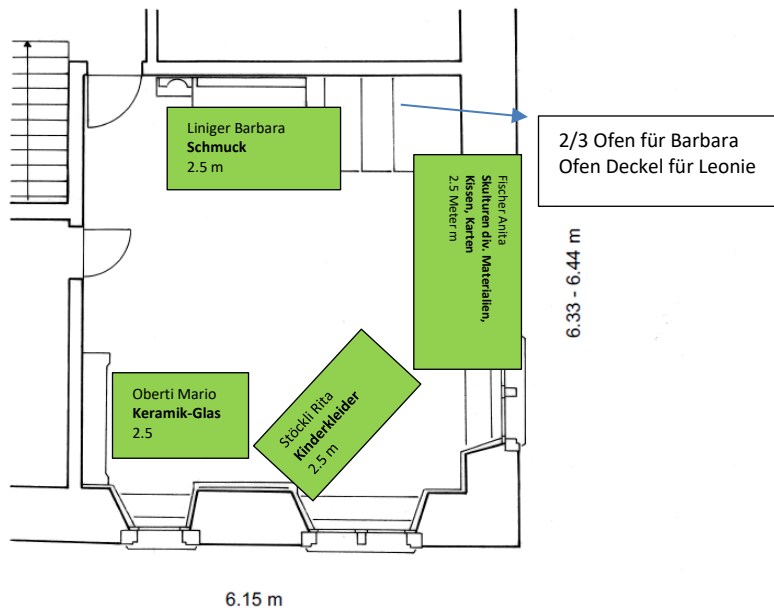 Liniger Barbara
Schmuck
2.5 m
2/3 Ofen für Barbara
Ofen Deckel für Leonie
Fischer Anita
Skulturen div. Materialien,
Kissen, Karten
2.5 Meter m
6.33 - 6.44 m
Oberti Mario
Keramik-Glas
2.5
Stöckli Rita
Kinderkleider
2.5 m
6.15 m